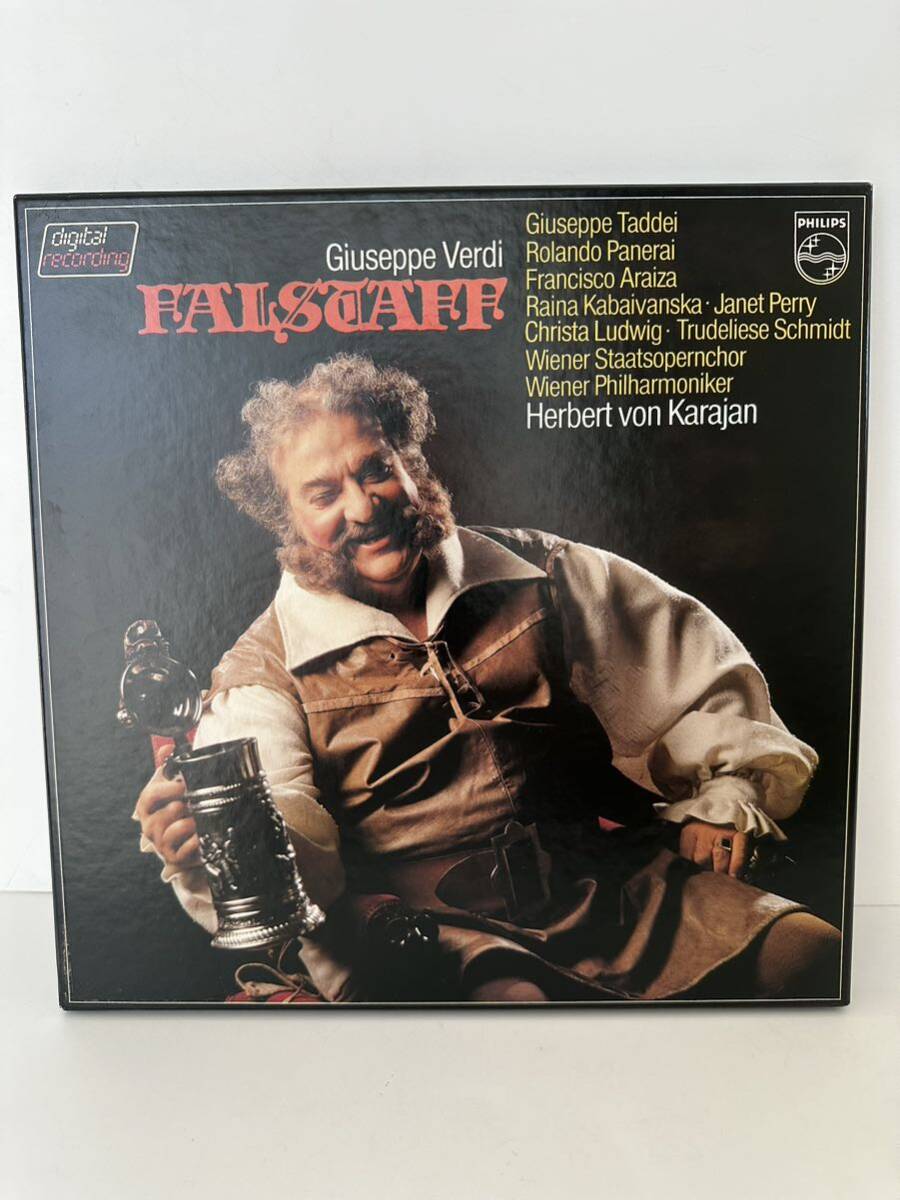 digital
recording
Giuseppe Verdi
FALSTAFF
Giuseppe Taddei
Rolando Panerai
Francisco Araiza
Raina Kabaivanska · Janet Perry
Christa Ludwig · Trudeliese Schmidt
Wiener Staatsopernchor
Wiener Philharmoniker
Herbert von Karajan
PHILIPS